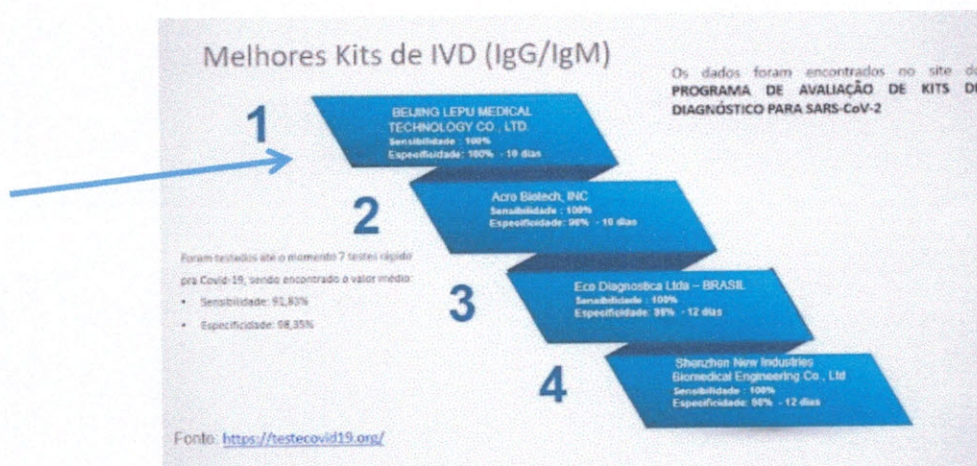 Melhores Kits de IVD (IgG/IgM)
Os dados foram encontrados no site do
PROGRAMA DE AVALIAÇÃO DE KITS DE
DIAGNÓSTICO PARA SARS-CoV-2
1
BEIJING LEPU MEDICAL
TECHNOLOGY CO., LTD.
Sensibilidade : 100%
Especificidade: 100% - 10 dias
2
Acro Biotech, INC
Sensibilidade : 100%
Especificidade: 98% - 10 dias
Foram testados até o momento 7 testes rápido
pra Covid-19, sendo encontrado o valor médio:
• Sensibilidade: 91,83%
• Especificidade: 98,35%
3
Eco Diagnostica Ltda – BRASIL
Sensibilidade : 100%
Especificidade: 98% - 12 dias
4
Shenzhen New Industries
Biomedical Engineering Co., Ltd
Sensibilidade : 100%
Especificidade: 98% - 12 dias
Fonte: https://testecovid19.org/